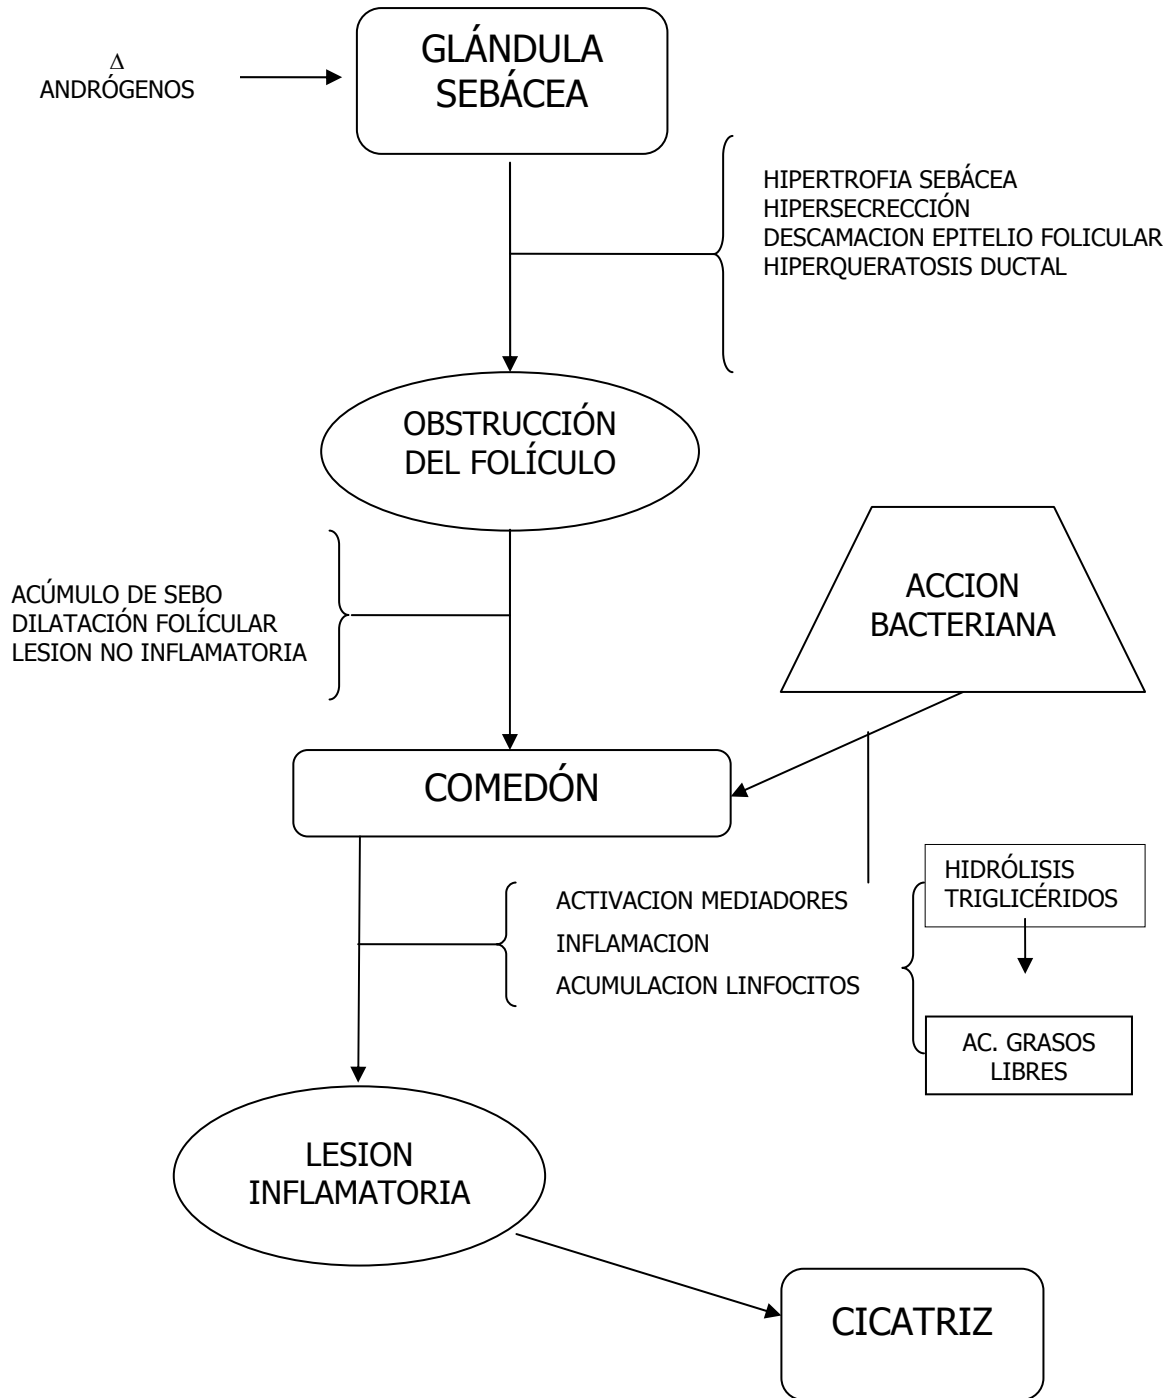 GLÁNDULA
SEBÁCEA
Δ
ANDRÓGENOS
HIPERTROFIA SEBÁCEA
HIPERSECRECCIÓN
DESCAMACION EPITELIO FOLICULAR
HIPERQUERATOSIS DUCTAL
OBSTRUCCIÓN
DEL FOLÍCULO
ACÚMULO DE SEBO
DILATACIÓN FOLÍCULAR
LESION NO INFLAMATORIA
ACCION
BACTERIANA
COMEDÓN
ACTIVACION MEDIADORES
INFLAMACION
ACUMULACION LINFOCITOS
HIDRÓLISIS
TRIGLICÉRIDOS
AC. GRASOS
LIBRES
LESION
INFLAMATORIA
CICATRIZ